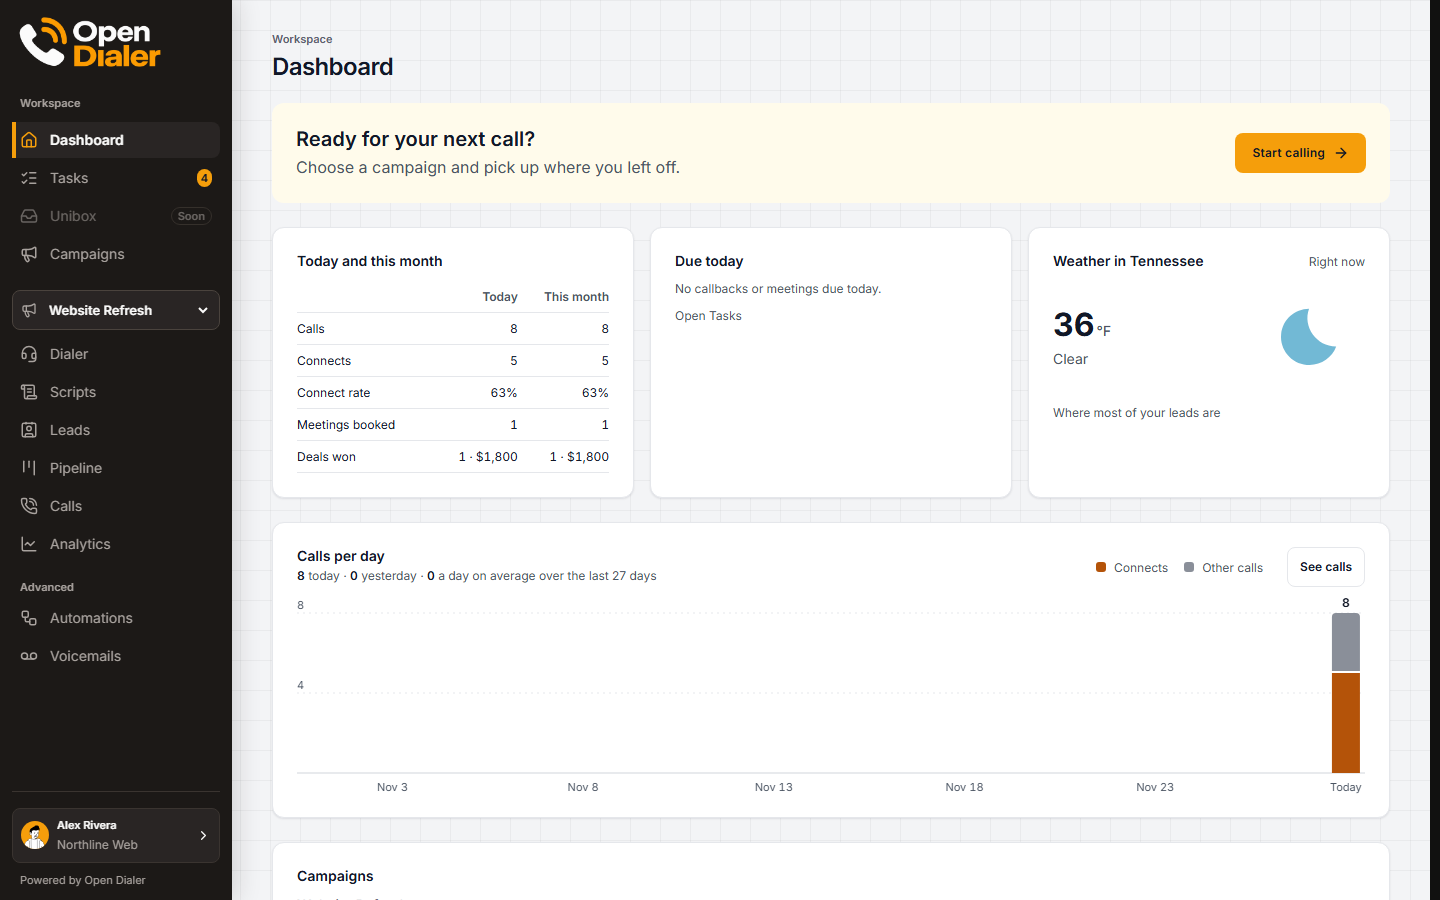 Open
Dialer
Workspace
Dashboard
Tasks
4
Unibox
Soon
Campaigns
Website Refresh
Dialer
Scripts
Leads
Pipeline
Calls
Analytics
Advanced
Automations
Voicemails
Alex Rivera
Northline Web
Powered by Open Dialer
Workspace
Dashboard
Ready for your next call?
Choose a campaign and pick up where you left off.
Start calling
Today and this month
Today This month
Calls 8 8
Connects 5 5
Connect rate 63% 63%
Meetings booked 1 1
Deals won 1 · $1,800 1 · $1,800
Due today
No callbacks or meetings due today.
Open Tasks
Weather in Tennessee
Right now
36 °F
Clear
Where most of your leads are
Calls per day
8 today · 0 yesterday · 0 a day on average over the last 27 days
Connects
Other calls
See calls
8
8
4
Nov 3 Nov 8 Nov 13 Nov 18 Nov 23 Today
Campaigns